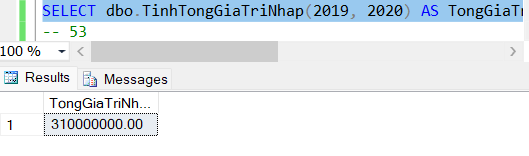 SELECT dbo.TinhTongGiaTriNhap(2019, 2020) AS TongGiaTr
-- 53
100 %
Results Messages
TongGiaTriNh...
1 310000000.00